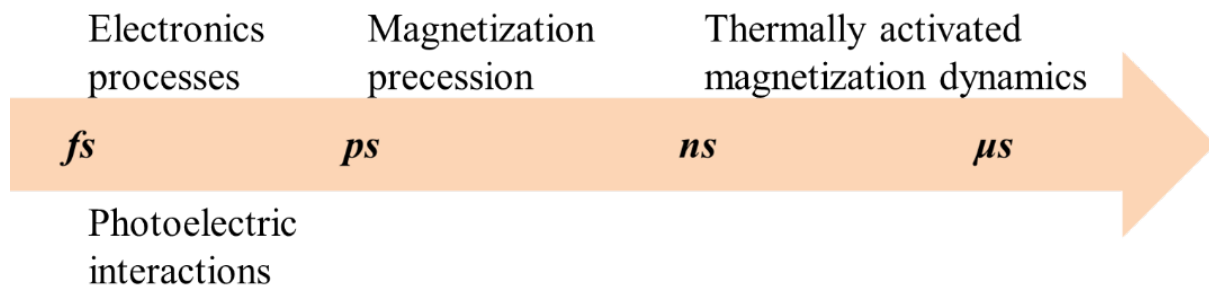 Electronics
processes
Magnetization
precession
Thermally activated
magnetization dynamics
fs ps ns μs
Photoelectric
interactions